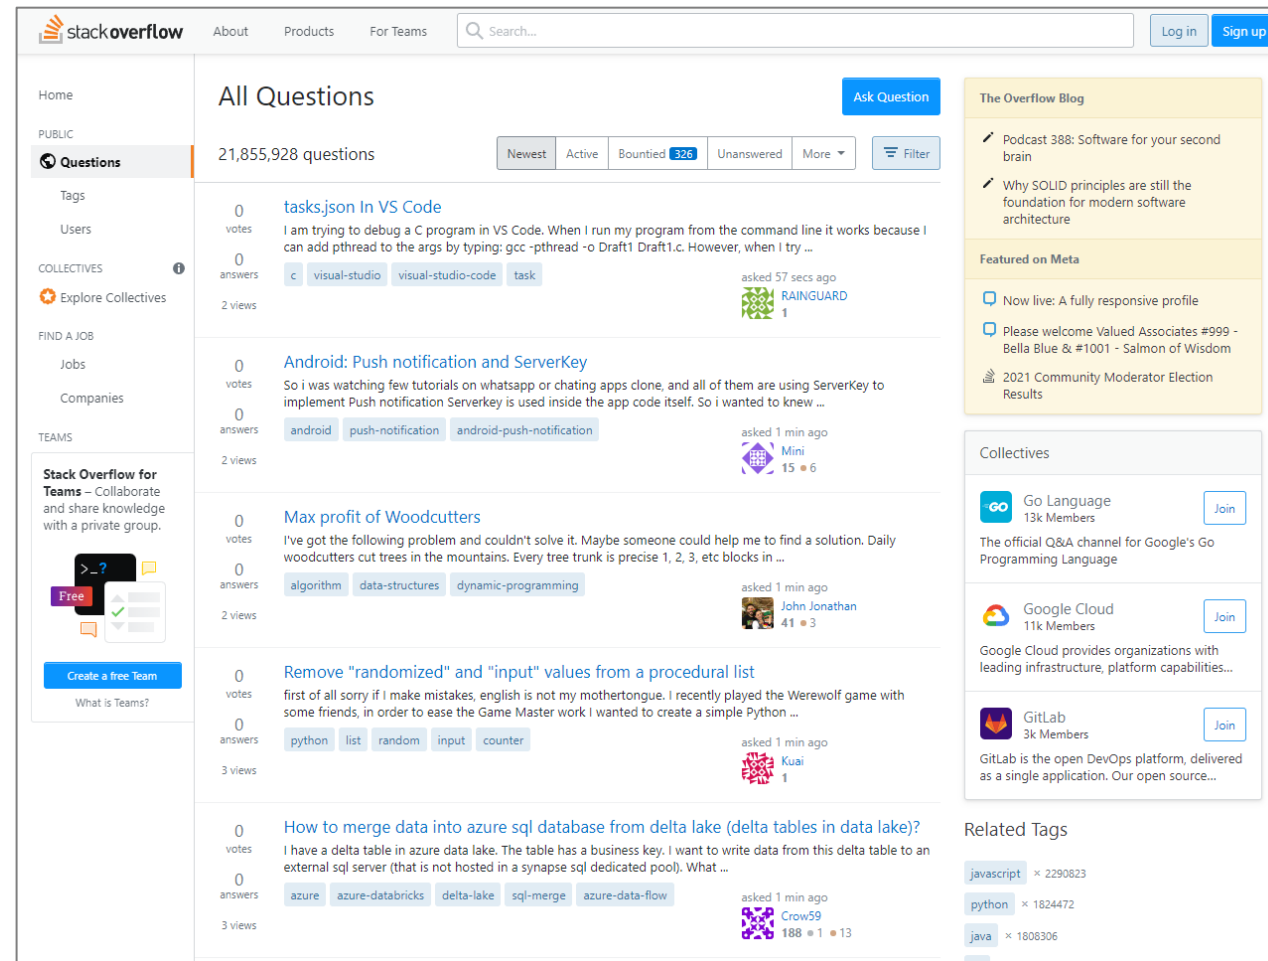 stackoverflow
About
Products
For Teams
Search...
Log in
Sign up
Home
PUBLIC
Questions
Tags
Users
COLLECTIVES
Explore Collectives
FIND A JOB
Jobs
Companies
TEAMS
Stack Overflow for
Teams – Collaborate
and share knowledge
with a private group.
>_?
Free
Create a free Team
What is Teams?
All Questions
Ask Question
21,855,928 questions
Newest
Active
Bountied 326
Unanswered
More
Filter
0
votes
0
answers
2 views
tasks.json In VS Code
I am trying to debug a C program in VS Code. When I run my program from the command line it works because I
can add pthread to the args by typing: gcc -pthread -o Draft1 Draft1.c. However, when I try ...
c visual-studio visual-studio-code task
asked 57 secs ago
RAINGUARD
1
0
votes
0
answers
2 views
Android: Push notification and ServerKey
So i was watching few tutorials on whatsapp or chating apps clone, and all of them are using ServerKey to
implement Push notification Serverkey is used inside the app code itself. So i wanted to knew ...
android push-notification android-push-notification
asked 1 min ago
Mini
15 6
0
votes
0
answers
2 views
Max profit of Woodcutters
I've got the following problem and couldn't solve it. Maybe someone could help me to find a solution. Daily
woodcutters cut trees in the mountains. Every tree trunk is precise 1, 2, 3, etc blocks in ...
algorithm data-structures dynamic-programming
asked 1 min ago
John Jonathan
41 3
0
votes
0
answers
3 views
Remove "randomized" and "input" values from a procedural list
first of all sorry if I make mistakes, english is not my mothertongue. I recently played the Werewolf game with
some friends, in order to ease the Game Master work I wanted to create a simple Python ...
python list random input counter
asked 1 min ago
Kuai
1
0
votes
0
answers
3 views
How to merge data into azure sql database from delta lake (delta tables in data lake)?
I have a delta table in azure data lake. The table has a business key. I want to write data from this delta table to an
external sql server (that is not hosted in a synapse sql dedicated pool). What ...
azure azure-databricks delta-lake sql-merge azure-data-flow
asked 1 min ago
Crow59
188 1 13
The Overflow Blog
Podcast 388: Software for your second
brain
Why SOLID principles are still the
foundation for modern software
architecture
Featured on Meta
Now live: A fully responsive profile
Please welcome Valued Associates #999 -
Bella Blue & #1001 - Salmon of Wisdom
2021 Community Moderator Election
Results
Collectives
GO
Go Language
13k Members
Join
The official Q&A channel for Google's Go
Programming Language
Google Cloud
11k Members
Join
Google Cloud provides organizations with
leading infrastructure, platform capabilities...
GitLab
3k Members
Join
GitLab is the open DevOps platform, delivered
as a single application. Our open source...
Related Tags
javascript × 2290823
python × 1824472
java × 1808306